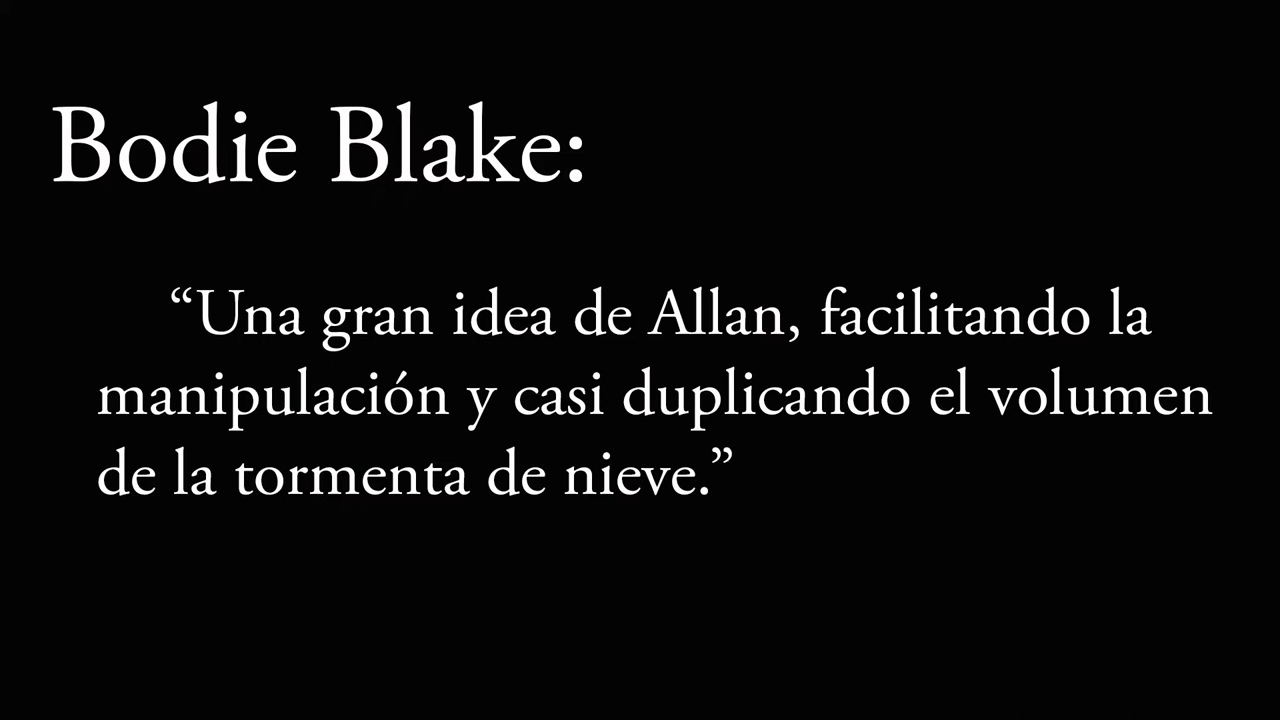 Bodie Blake:
“Una gran idea de Allan, facilitando la
manipulación y casi duplicando el volumen
de la tormenta de nieve.”